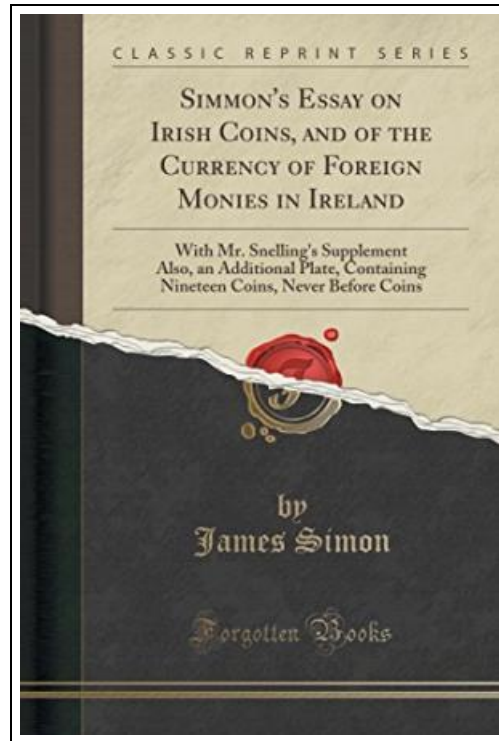 CLASSIC REPRINT SERIES
SIMMON'S ESSAY ON
IRISH COINS, AND OF THE
CURRENCY OF FOREIGN
MONIES IN IRELAND
With Mr. Snelling's Supplement
Also, an Additional Plate, Containing
Nineteen Coins, Never Before Coins
by
James Simon
Forgotten Books